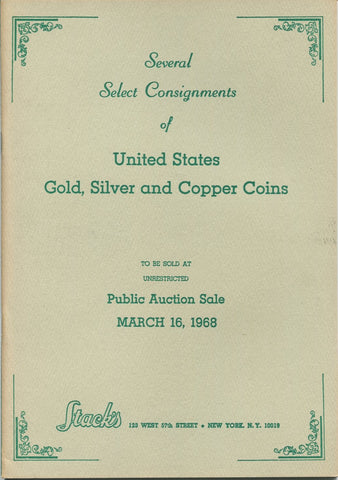 Several
Select Consignments
of
United States
Gold, Silver and Copper Coins
TO BE SOLD AT
UNRESTRICTED
Public Auction Sale
MARCH 16, 1968
Stack's 123 WEST 57th STREET • NEW YORK, N. Y. 10019